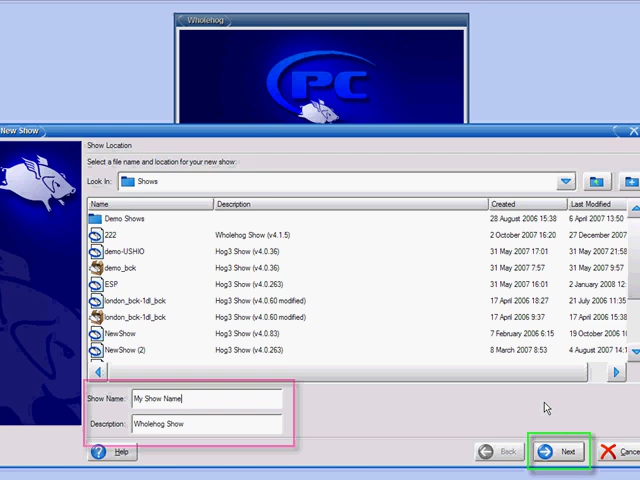 Wholehog
PC
New Show
Show Location
Select a file name and location for your new show:
Look In: Shows
Name Description Created Last Modified
Demo Shows 28 August 2006 15:38 6 April 2007 13:50
222 Wholehog Show (v4.1.5) 2 October 2007 16:20 27 December 2007
demo-USHIO Hog3 Show (v4.0.36) 31 May 2007 17:01 31 May 2007 21:58
demo_bck Hog3 Show (v4.0.36) 31 May 2007 7:57 31 May 2007 9:57
ESP Hog3 Show (v4.0.263) 31 May 2007 16:01 2 January 2008 12:
london_bck-1dl_bck Hog3 Show (v4.0.60 modified) 17 April 2006 18:27 21 July 2006 11:35
london_bck-1dl_bck Hog3 Show (v4.0.60 modified) 17 April 2006 9:37 17 April 2006 15:38
NewShow Hog3 Show (v4.0.83) 7 February 2006 6:15 19 October 2006 10
NewShow (2) Hog3 Show (v4.0.263) 8 March 2007 8:53 4 August 2007 14:1
Show Name: My Show Name
Description: Wholehog Show
Help Back Next Cance